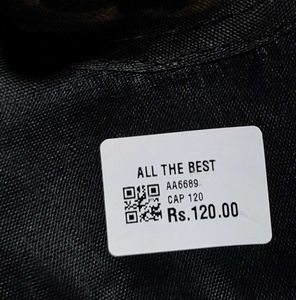 ALL THE BEST
AA6689
CAP 120
Rs.120.00